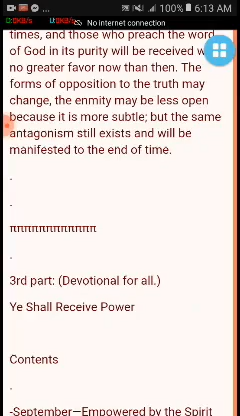 100% 6:13 AM
0:0KB/s U:0KB/s No internet connection
times, and those who preach the word
of God in its purity will be received
no greater favor now than then. The
forms of opposition to the truth may
change, the enmity may be less open
because it is more subtle; but the same
antagonism still exists and will be
manifested to the end of time.
.
.
πππππππππππππ
.
3rd part: (Devotional for all.)
Ye Shall Receive Power
Contents
.
-September—Empowered by the Spirit